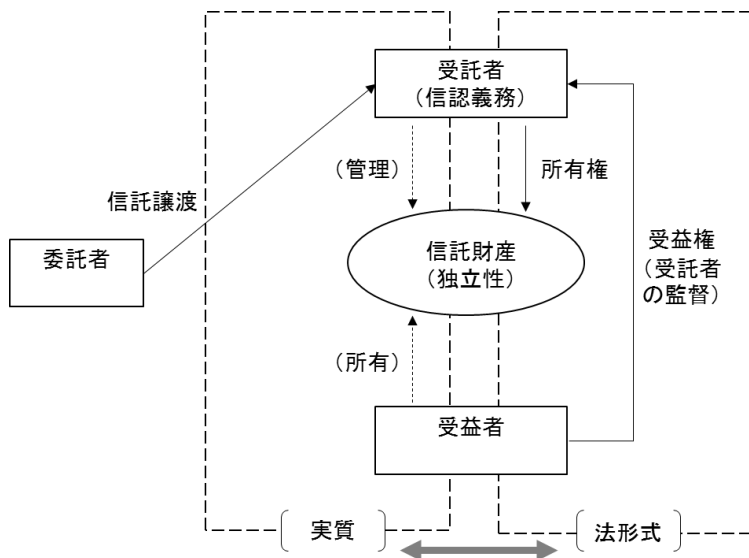 受託者
（信認義務）
（管理）
所有権
信託譲渡
委託者
信託財産
（独立性）
受益権
（受託者
の監督）
（所有）
受益者
実質
法形式